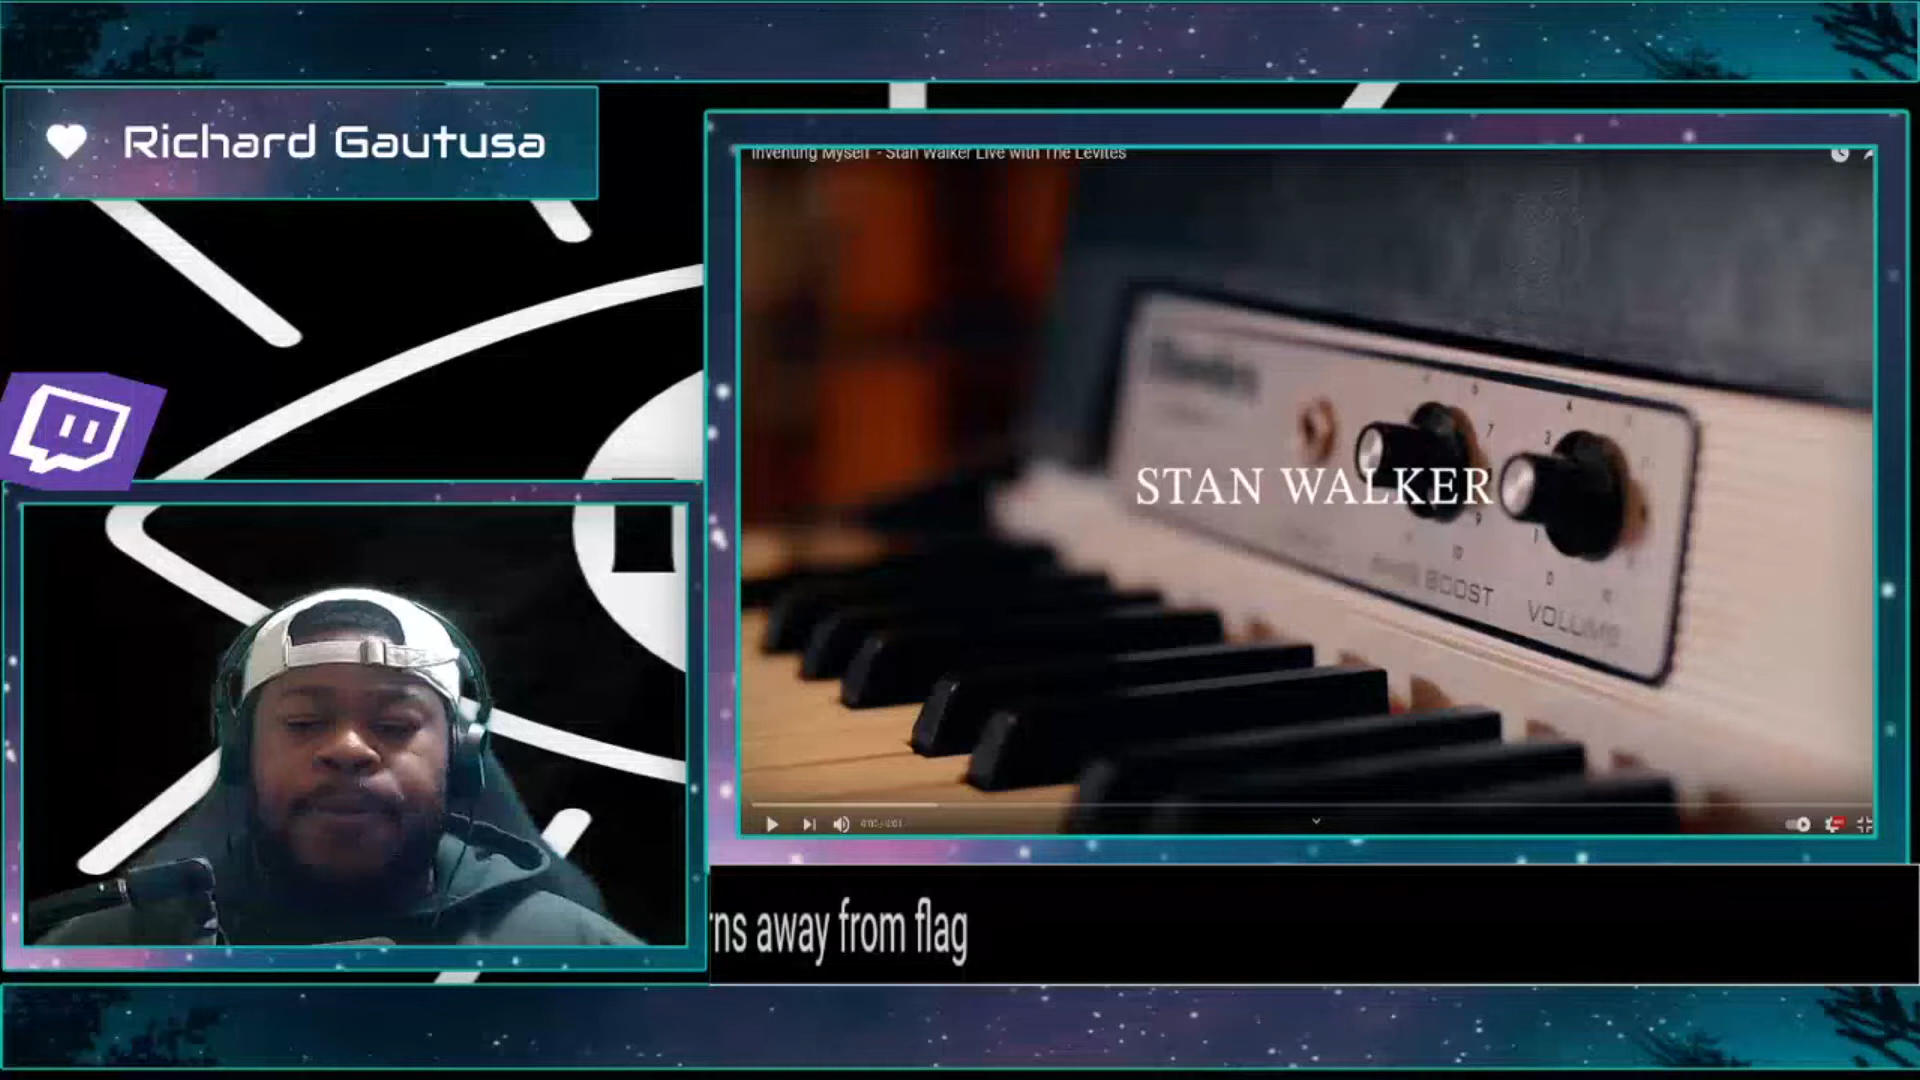 Richard Gautusa
Inventing Myself - Stan Walker Live with The Levites
STAN WALKER
BOOST
VOLUME
rns away from flag